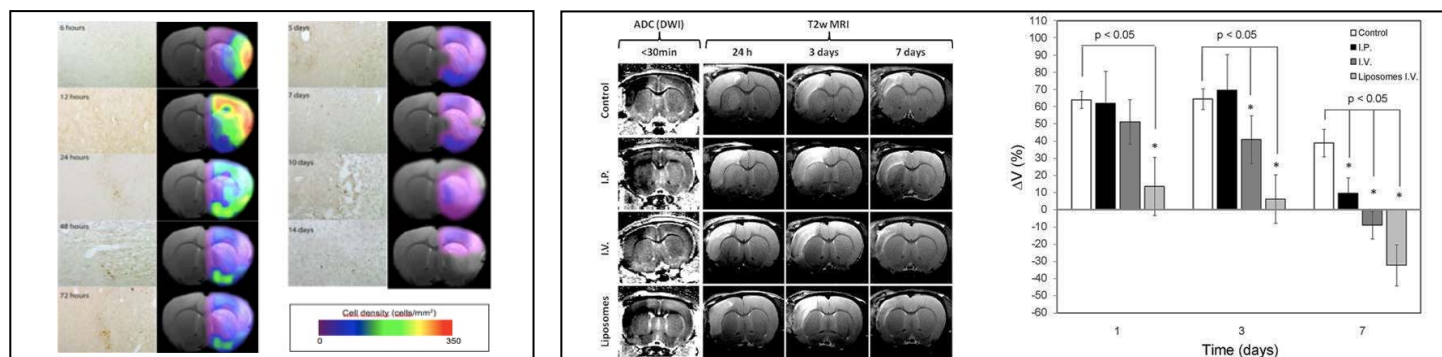 6 hours
12 hours
24 hours
48 hours
72 hours
5 days
7 days
10 days
14 days
Cell density (cells/mm²)
0
350
ADC (DWI)
T2w MRI
<30min
24 h
3 days
7 days
Control
I.P.
I.V.
Liposomes
ΔV (%)
110
100
90
80
70
60
50
40
30
20
10
0
-10
-20
-30
-40
-50
-60
p < 0.05
p < 0.05
p < 0.05
*
*
*
*
*
*
Control
I.P.
I.V.
Liposomes I.V.
1
3
7
Time (days)